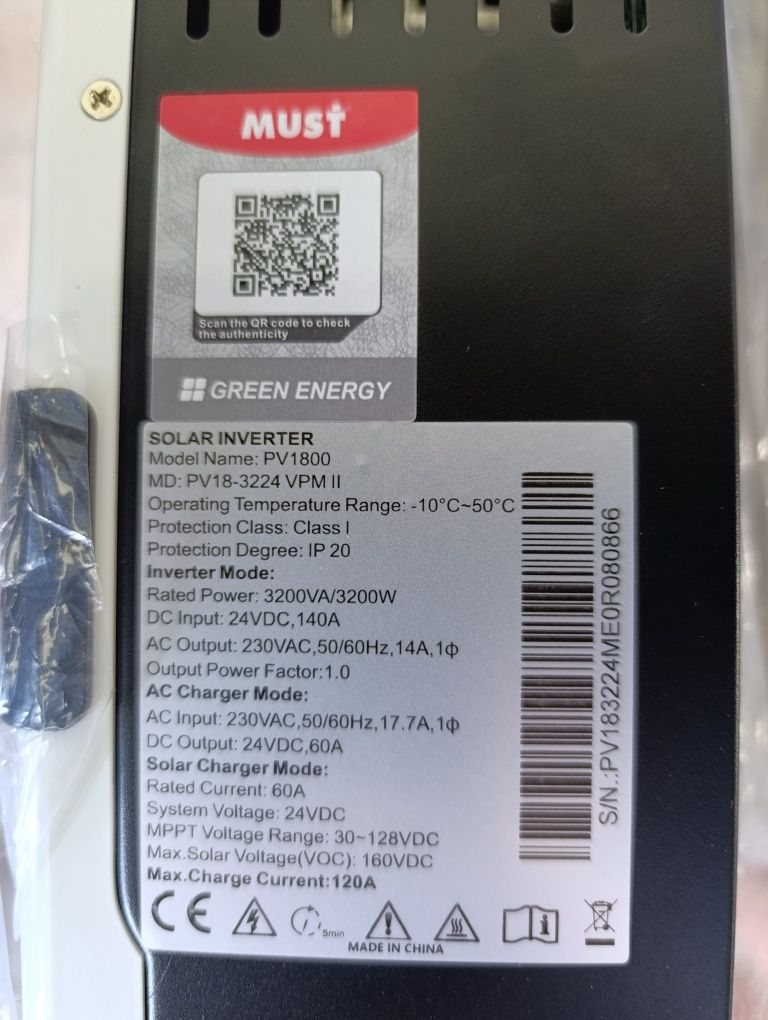 MUST
Scan the QR code to check
the authenticity
GREEN ENERGY
SOLAR INVERTER
Model Name: PV1800
MD: PV18-3224 VPM II
Operating Temperature Range: -10°C~50°C
Protection Class: Class I
Protection Degree: IP 20
Inverter Mode:
Rated Power: 3200VA/3200W
DC Input: 24VDC,140A
AC Output: 230VAC,50/60Hz,14A,1ϕ
Output Power Factor:1.0
AC Charger Mode:
AC Input: 230VAC,50/60Hz,17.7A,1ϕ
DC Output: 24VDC,60A
Solar Charger Mode:
Rated Current: 60A
System Voltage: 24VDC
MPPT Voltage Range: 30~128VDC
Max.Solar Voltage(VOC): 160VDC
Max.Charge Current:120A
CE
5min
MADE IN CHINA
S/N.:PV183224ME0R080866